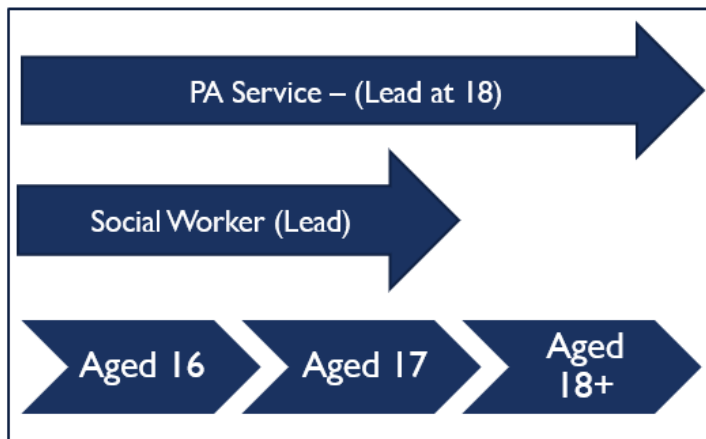 PA Service – (Lead at 18)
Social Worker (Lead)
Aged 16
Aged 17
Aged
18+